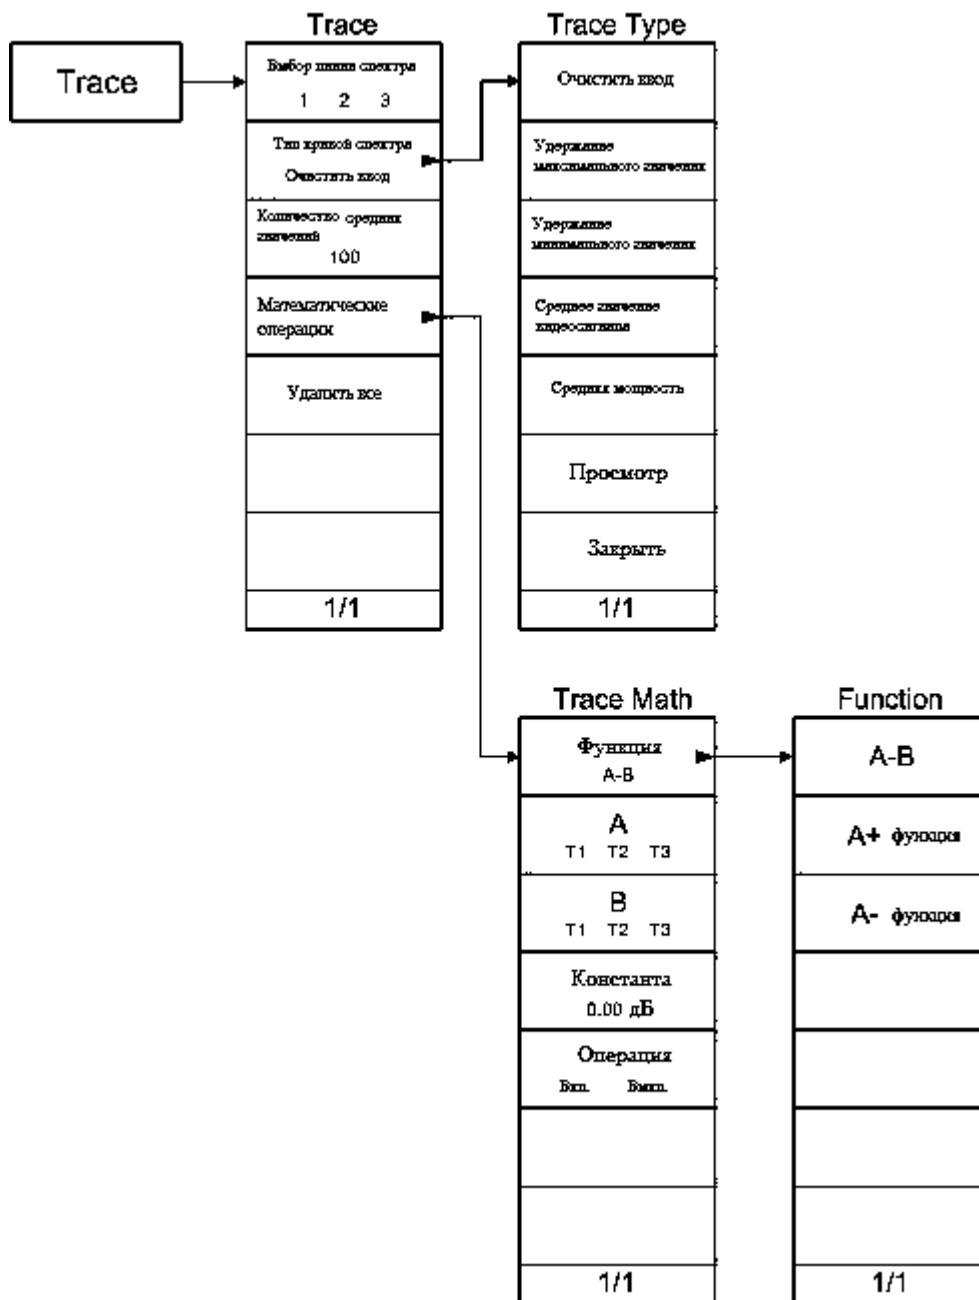 Trace
Trace
Выбор линии спектра
1 2 3
Тип кривой спектра
Очистить ввод
Количество средних
значений
100
Математические
операции
Удалить все
1/1
Trace Type
Очистить ввод
Удержание
максимального значения
Удержание
минимального значения
Среднее значение
видеосигнала
Средняя мощность
Просмотр
Закрыть
1/1
Trace Math
Функция
A-B
A
T1 T2 T3
B
T1 T2 T3
Константа
0.00 дБ
Операция
Вкл. Выкл.
1/1
Function
A-B
A+ функция
A- функция
1/1